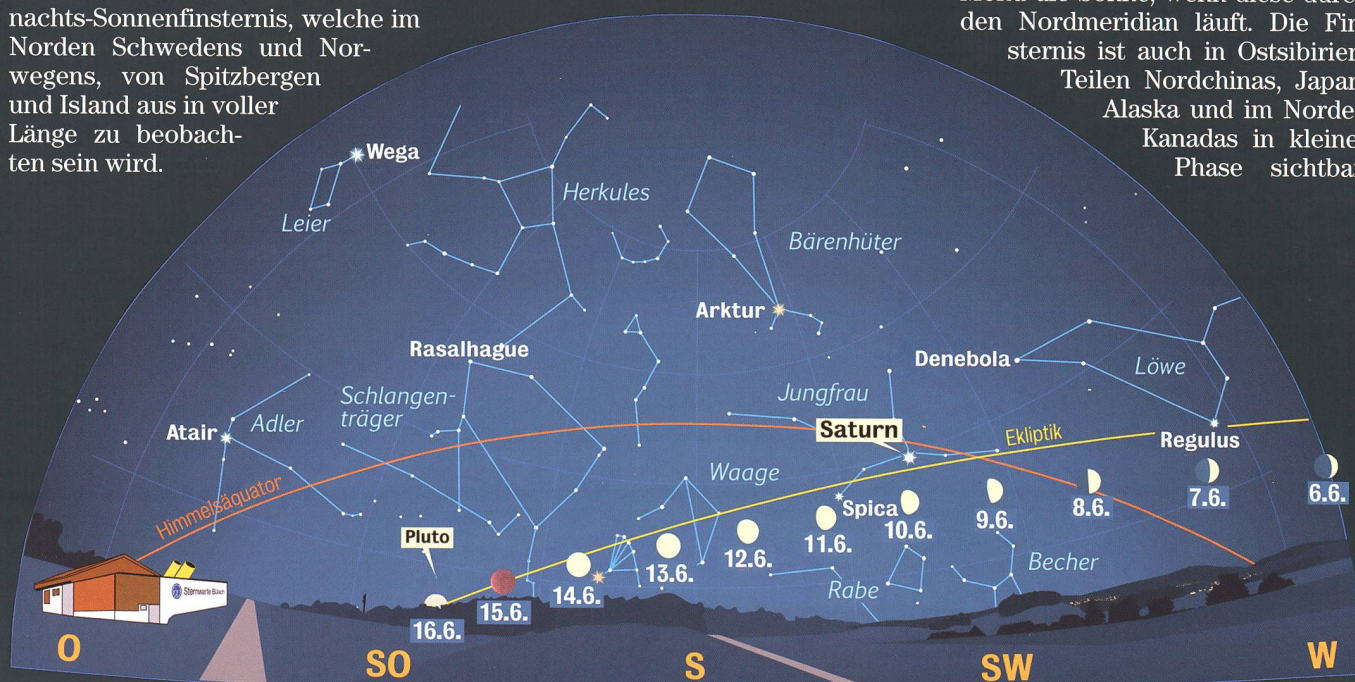 nachts-Sonnenfinsternis, welche im
Norden Schwedens und Nor-
wegens, von Spitzbergen
und Island aus in voller
Länge zu beobach-
ten sein wird.
den Nordmeridian läuft. Die Fin
sternis ist auch in Ostsibirien
Teilen Nordchinas, Japan
Alaska und im Norde
Kanadas in kleine
Phase sichtba
Wega
Leier
Herkules
Bärenhüter
Arktur
Rasalhague
Denebola
Löwe
Schlangen-
träger
Jungfrau
Adler
Atair
Saturn
Ekliptik
Regulus
Waage
Himmelsäquator
Spica
Pluto
Becher
Rabe
Sternwarte Bülach
16.6.
15.6.
14.6.
13.6.
12.6.
11.6.
10.6.
9.6.
8.6.
7.6.
6.6.
O
SO
S
SW
W